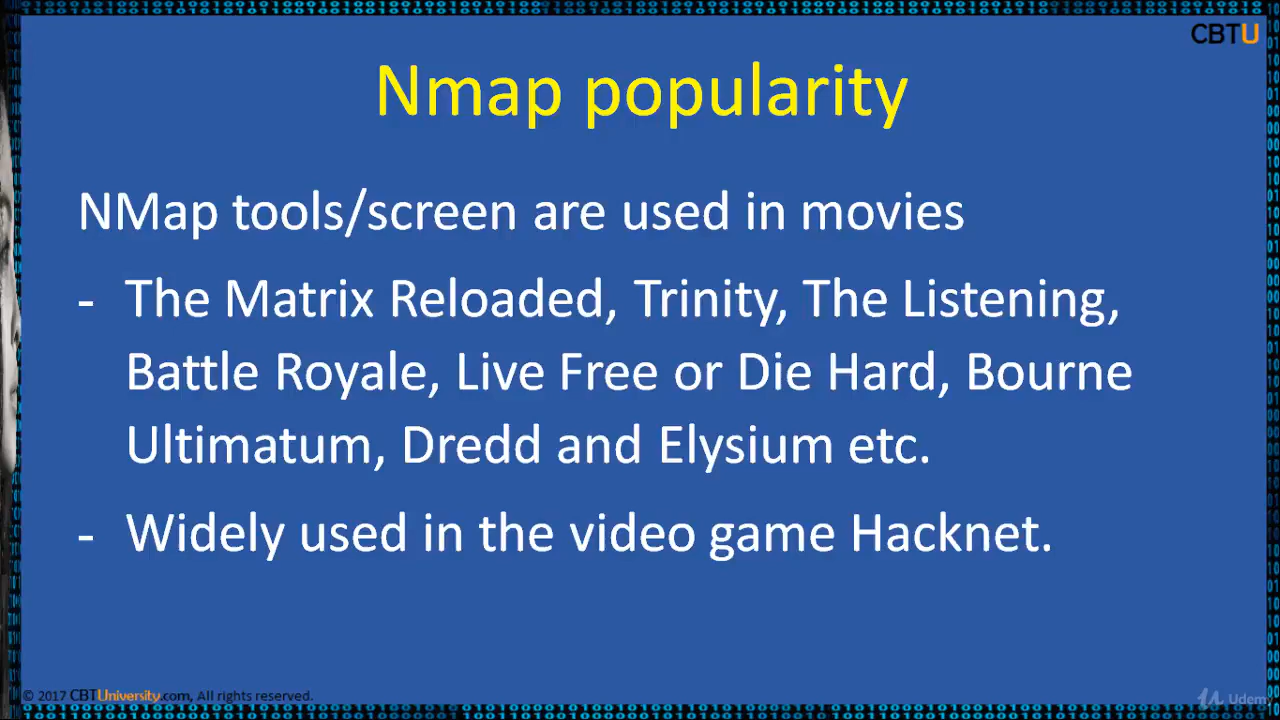 CBTU
Nmap popularity
NMap tools/screen are used in movies
- The Matrix Reloaded, Trinity, The Listening,
Battle Royale, Live Free or Die Hard, Bourne
Ultimatum, Dredd and Elysium etc.
- Widely used in the video game Hacknet.
© 2017 CBTUniversity.com, All rights reserved.
Udemy